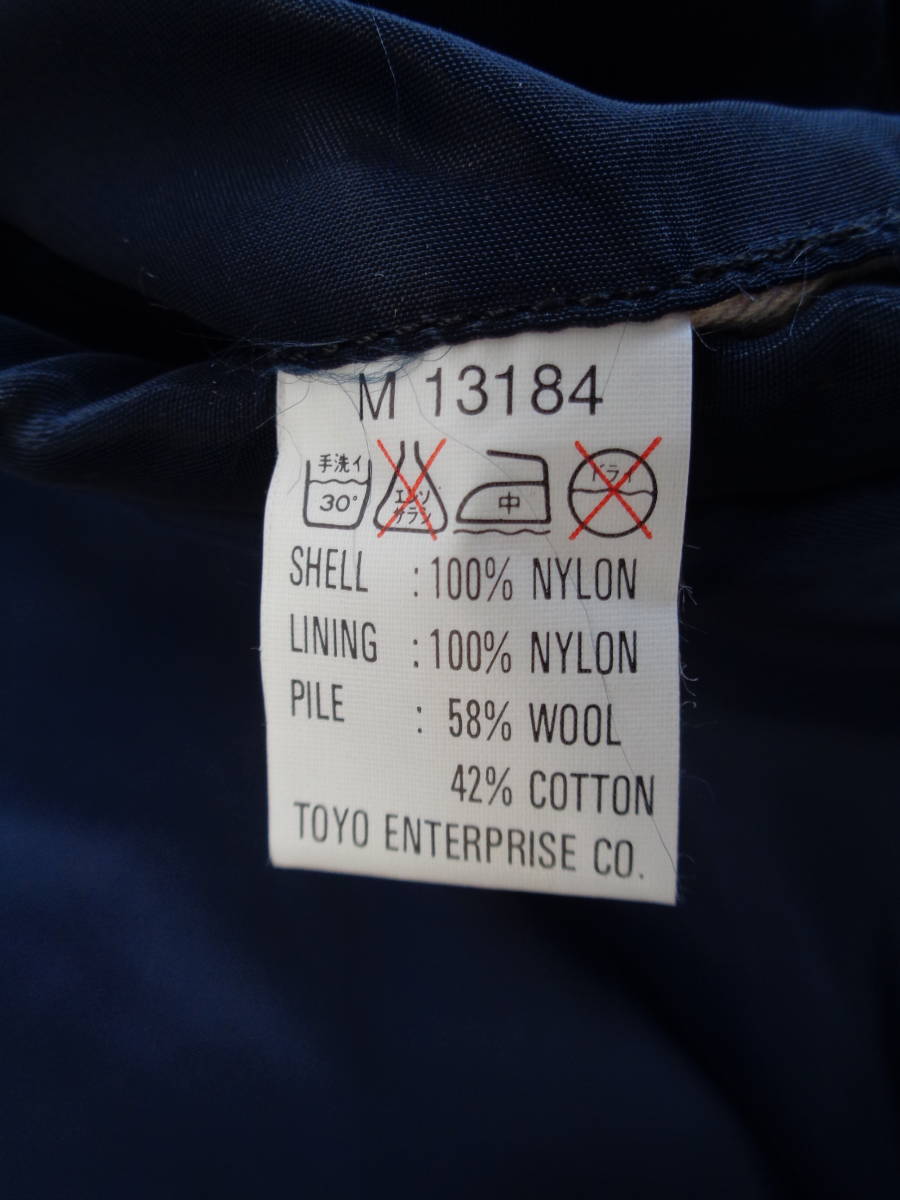 M 13184
手洗イ エンソ ドライ
30° サラシ 中
SHELL : 100% NYLON
LINING : 100% NYLON
PILE : 58% WOOL
42% COTTON
TOYO ENTERPRISE CO.